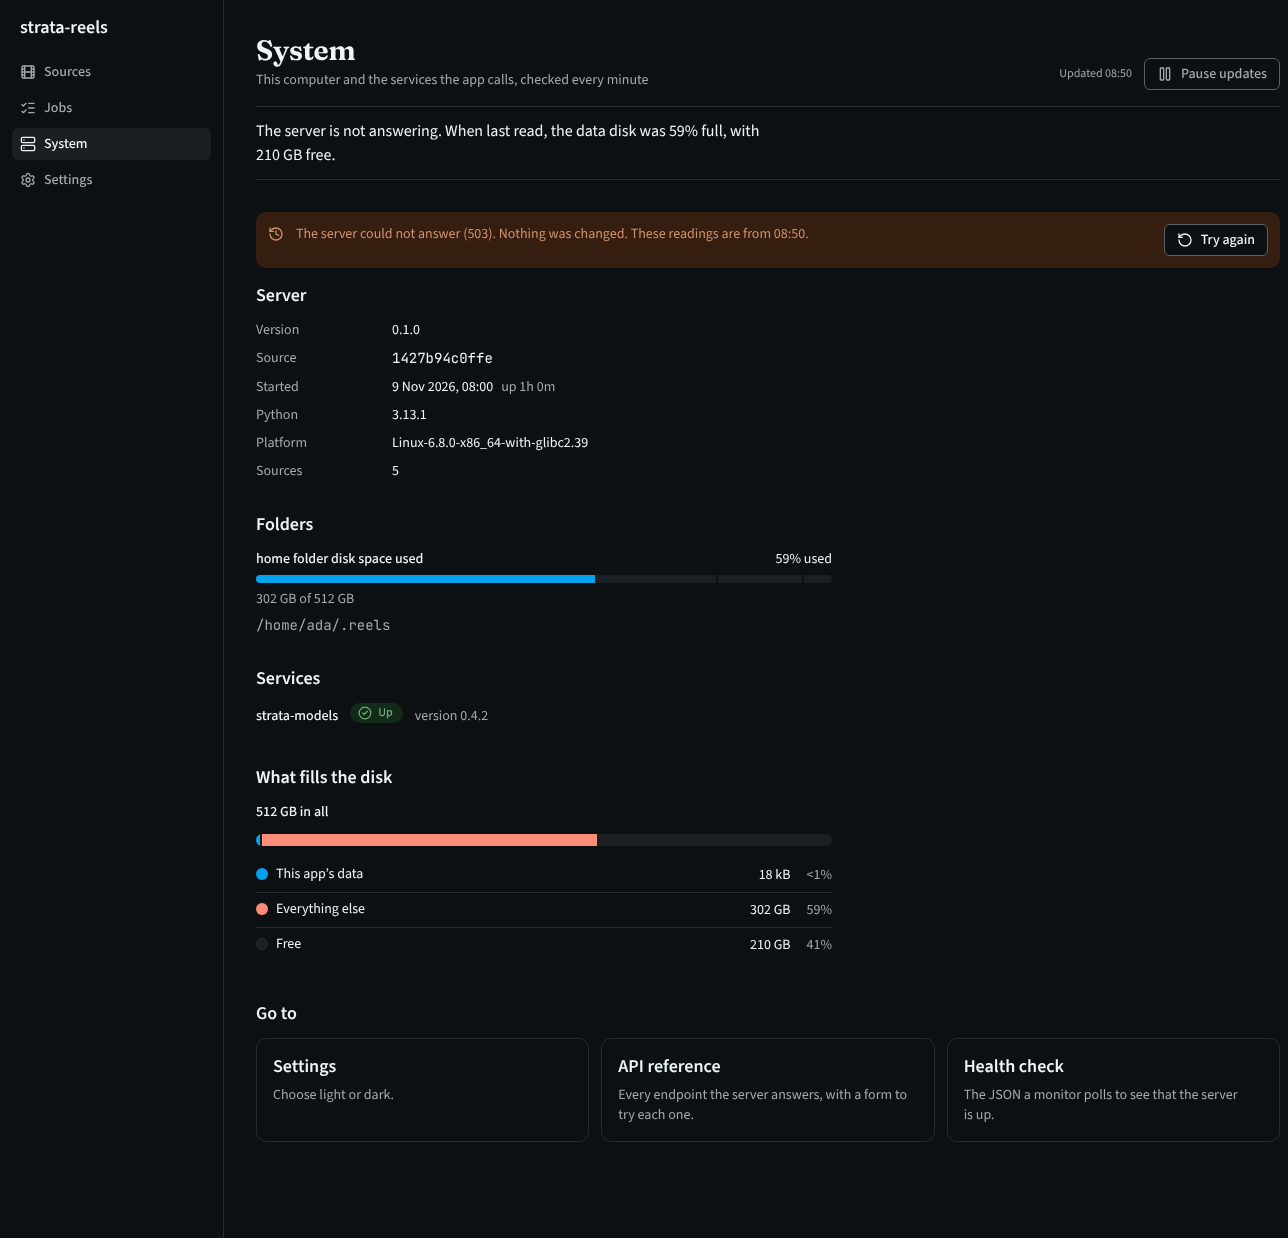 strata-reels
Sources
Jobs
System
Settings
System
This computer and the services the app calls, checked every minute
Updated 08:50
Pause updates
The server is not answering. When last read, the data disk was 59% full, with
210 GB free.
The server could not answer (503). Nothing was changed. These readings are from 08:50.
Try again
Server
Version 0.1.0
Source 1427b94c0ffe
Started 9 Nov 2026, 08:00 up 1h 0m
Python 3.13.1
Platform Linux-6.8.0-x86_64-with-glibc2.39
Sources 5
Folders
home folder disk space used 59% used
302 GB of 512 GB
/home/ada/.reels
Services
strata-models Up version 0.4.2
What fills the disk
512 GB in all
This app’s data 18 kB <1%
Everything else 302 GB 59%
Free 210 GB 41%
Go to
Settings
Choose light or dark.
API reference
Every endpoint the server answers, with a form to
try each one.
Health check
The JSON a monitor polls to see that the server
is up.